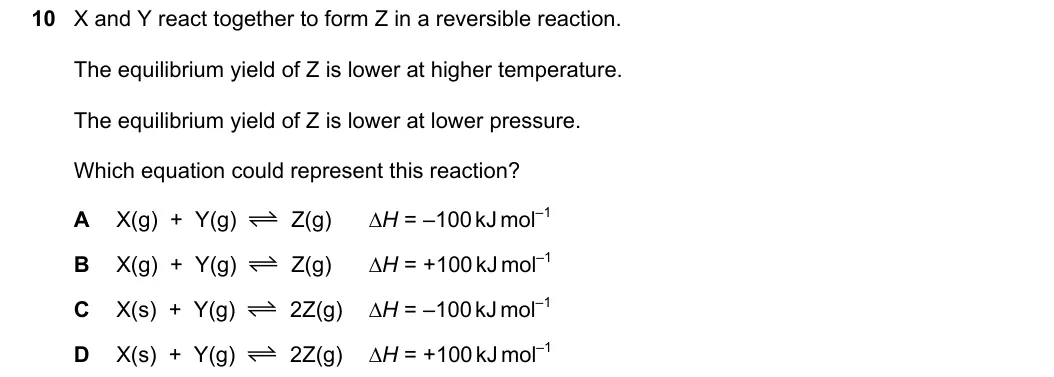 10 X and Y react together to form Z in a reversible reaction.
The equilibrium yield of Z is lower at higher temperature.
The equilibrium yield of Z is lower at lower pressure.
Which equation could represent this reaction?
A X(g) + Y(g) ⇌ Z(g) ΔH = –100 kJ mol⁻¹
B X(g) + Y(g) ⇌ Z(g) ΔH = +100 kJ mol⁻¹
C X(s) + Y(g) ⇌ 2Z(g) ΔH = –100 kJ mol⁻¹
D X(s) + Y(g) ⇌ 2Z(g) ΔH = +100 kJ mol⁻¹